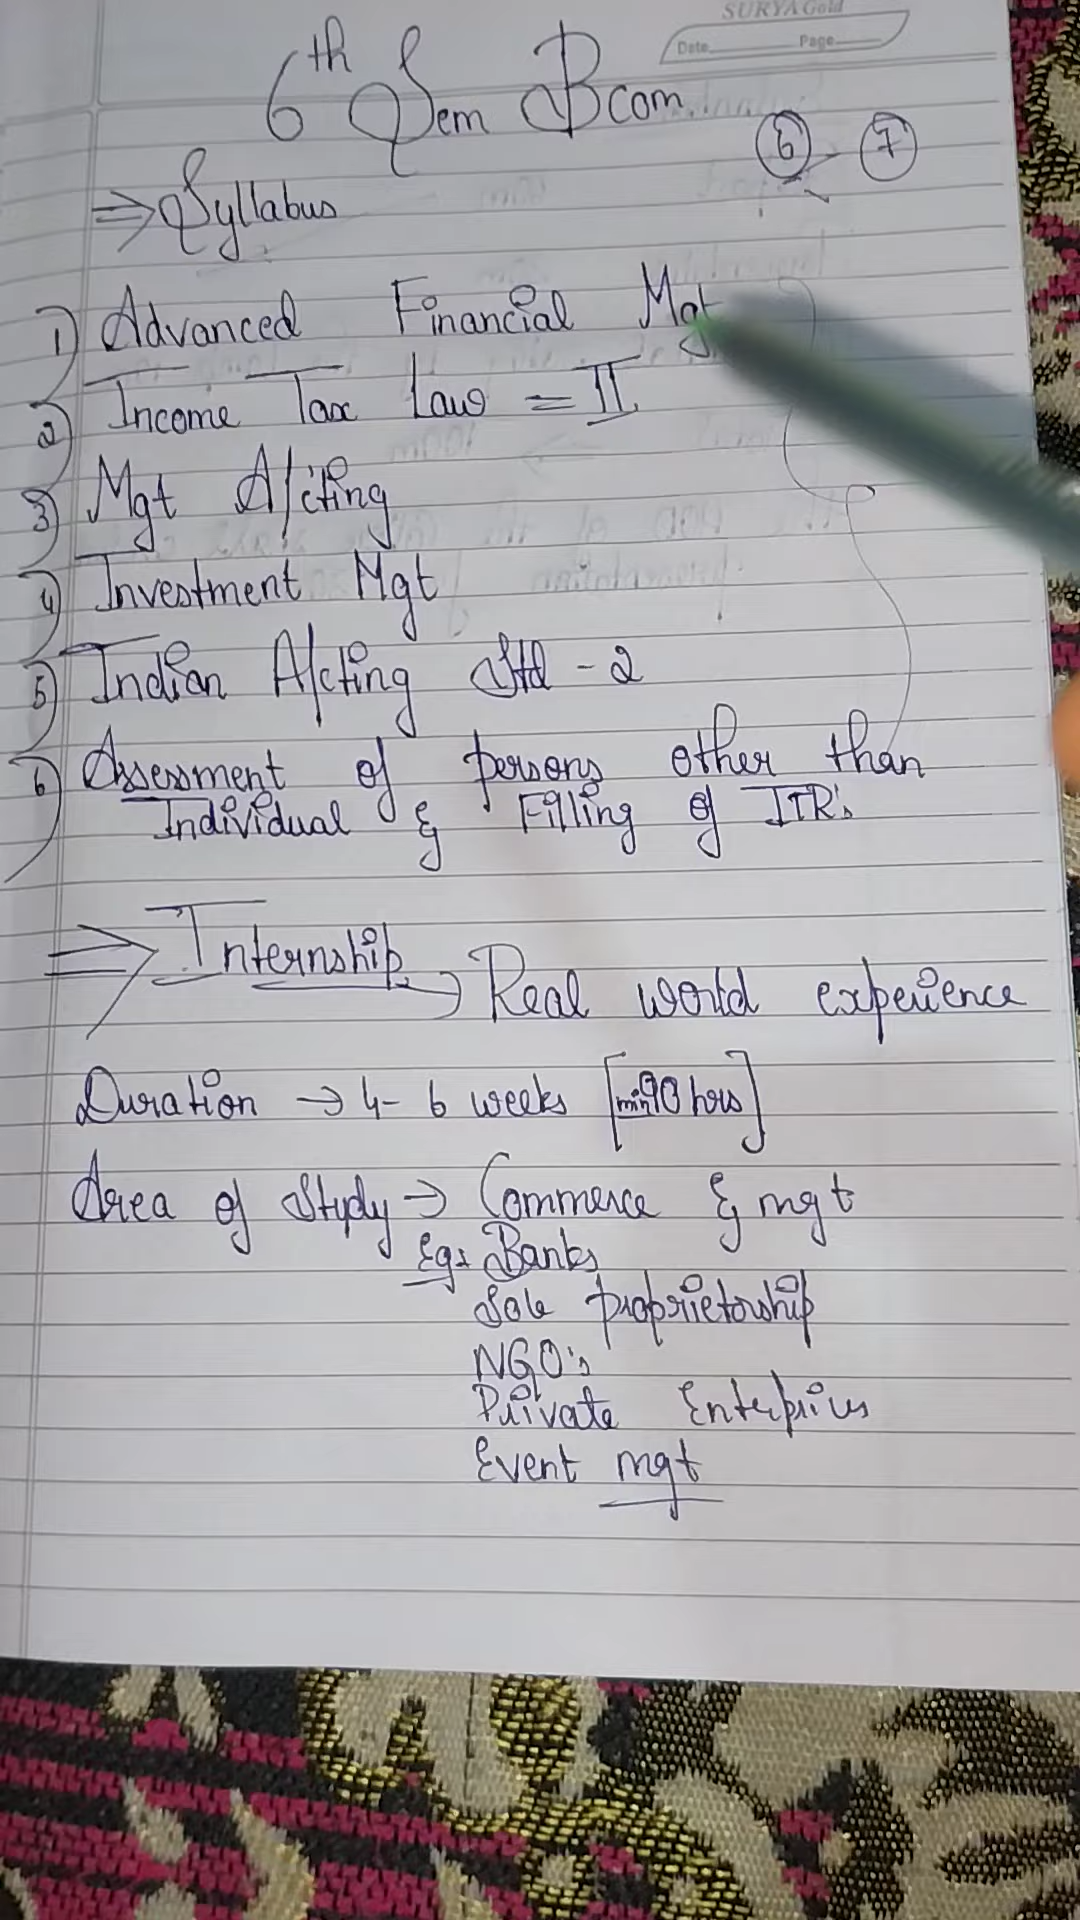 SURYA Gold
Date Page
6th Sem Bcom
6 7
⇒ Syllabus
1) Advanced Financial Mgt
2) Income Tax Law = II
3) Mgt A/cting
4) Investment Mgt
5) Indian A/cting Std - 2
6) Assessment of persons other than
Individual & Filling of ITR's
⇒ Internship → Real world experience
Duration → 4 - 6 weeks [min 90 hours]
Area of Study → Commerce & mgt
Eg: Banks
Sole proprietorship
NGO's
Private Enterprises
Event mgt